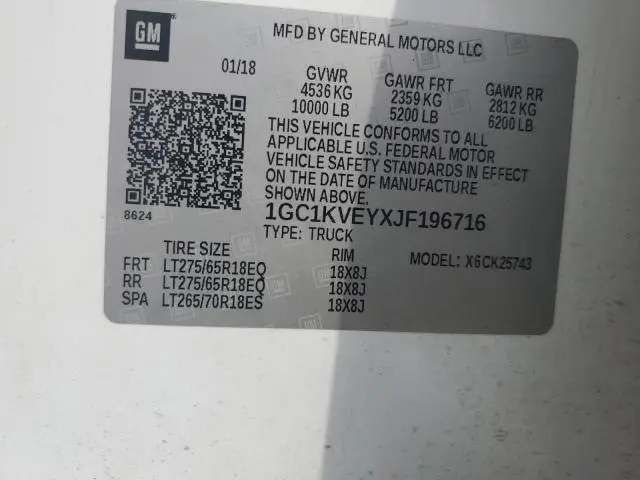 GM
MFD BY GENERAL MOTORS LLC
01/18 GVWR GAWR FRT GAWR RR
4536 KG 2359 KG 2812 KG
10000 LB 5200 LB 6200 LB
THIS VEHICLE CONFORMS TO ALL
APPLICABLE U.S. FEDERAL MOTOR
VEHICLE SAFETY STANDARDS IN EFFECT
ON THE DATE OF MANUFACTURE
SHOWN ABOVE.
8624 1GC1KVEYXJF196716
TYPE: TRUCK
TIRE SIZE RIM MODEL: X6 CK25743
FRT LT275/65R18EQ 18X8J
RR LT275/65R18EQ 18X8J
SPA LT265/70R18ES 18X8J